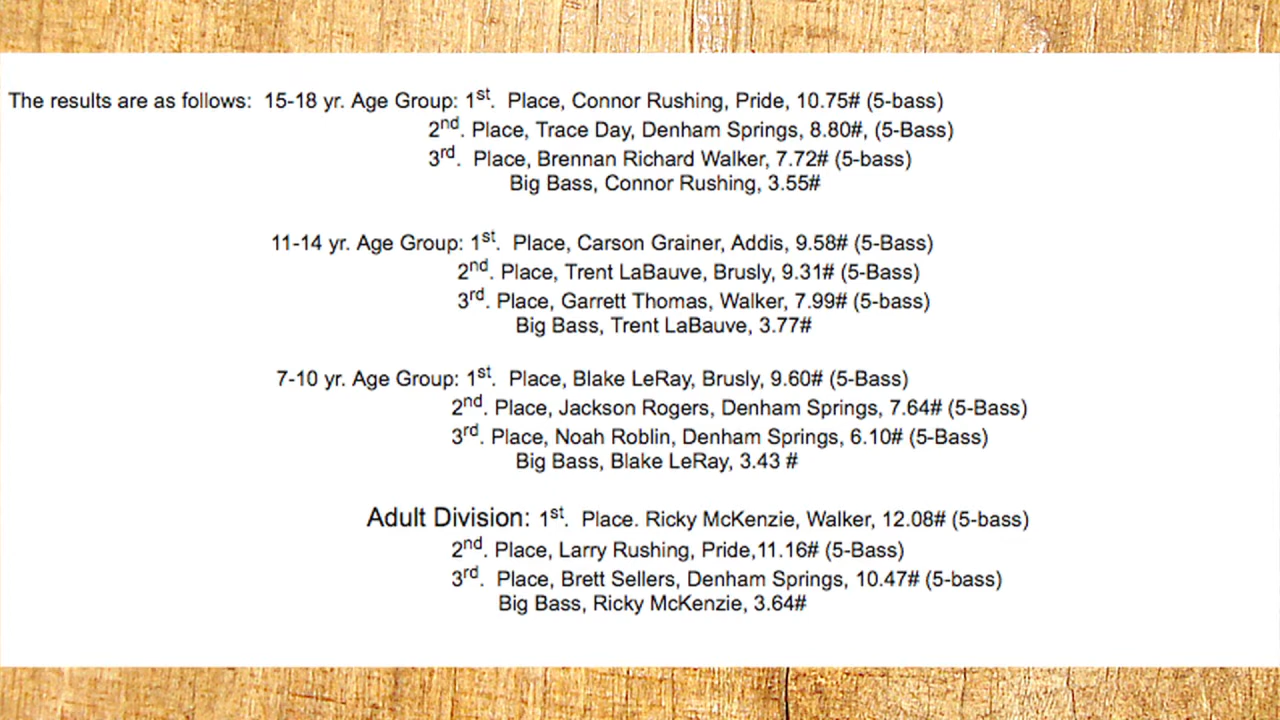 The results are as follows: 15-18 yr. Age Group: 1st. Place, Connor Rushing, Pride, 10.75# (5-bass)
2nd. Place, Trace Day, Denham Springs, 8.80#, (5-Bass)
3rd. Place, Brennan Richard Walker, 7.72# (5-bass)
Big Bass, Connor Rushing, 3.55#
11-14 yr. Age Group: 1st. Place, Carson Grainer, Addis, 9.58# (5-Bass)
2nd. Place, Trent LaBauve, Brusly, 9.31# (5-Bass)
3rd. Place, Garrett Thomas, Walker, 7.99# (5-bass)
Big Bass, Trent LaBauve, 3.77#
7-10 yr. Age Group: 1st. Place, Blake LeRay, Brusly, 9.60# (5-Bass)
2nd. Place, Jackson Rogers, Denham Springs, 7.64# (5-Bass)
3rd. Place, Noah Roblin, Denham Springs, 6.10# (5-Bass)
Big Bass, Blake LeRay, 3.43 #
Adult Division: 1st. Place. Ricky McKenzie, Walker, 12.08# (5-bass)
2nd. Place, Larry Rushing, Pride,11.16# (5-Bass)
3rd. Place, Brett Sellers, Denham Springs, 10.47# (5-bass)
Big Bass, Ricky McKenzie, 3.64#